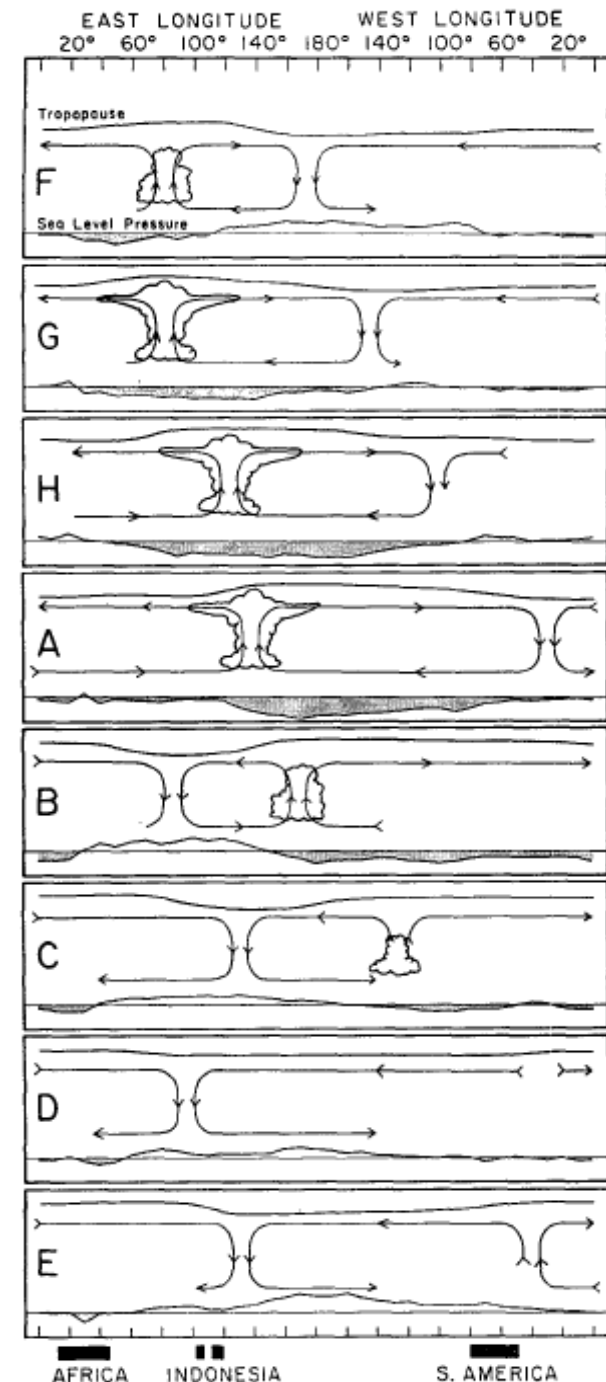 EAST LONGITUDE WEST LONGITUDE
20° 60° 100° 140° 180° 140° 100° 60° 20°
Tropopause
F
Sea Level Pressure
G
H
A
B
C
D
E
AFRICA INDONESIA S. AMERICA